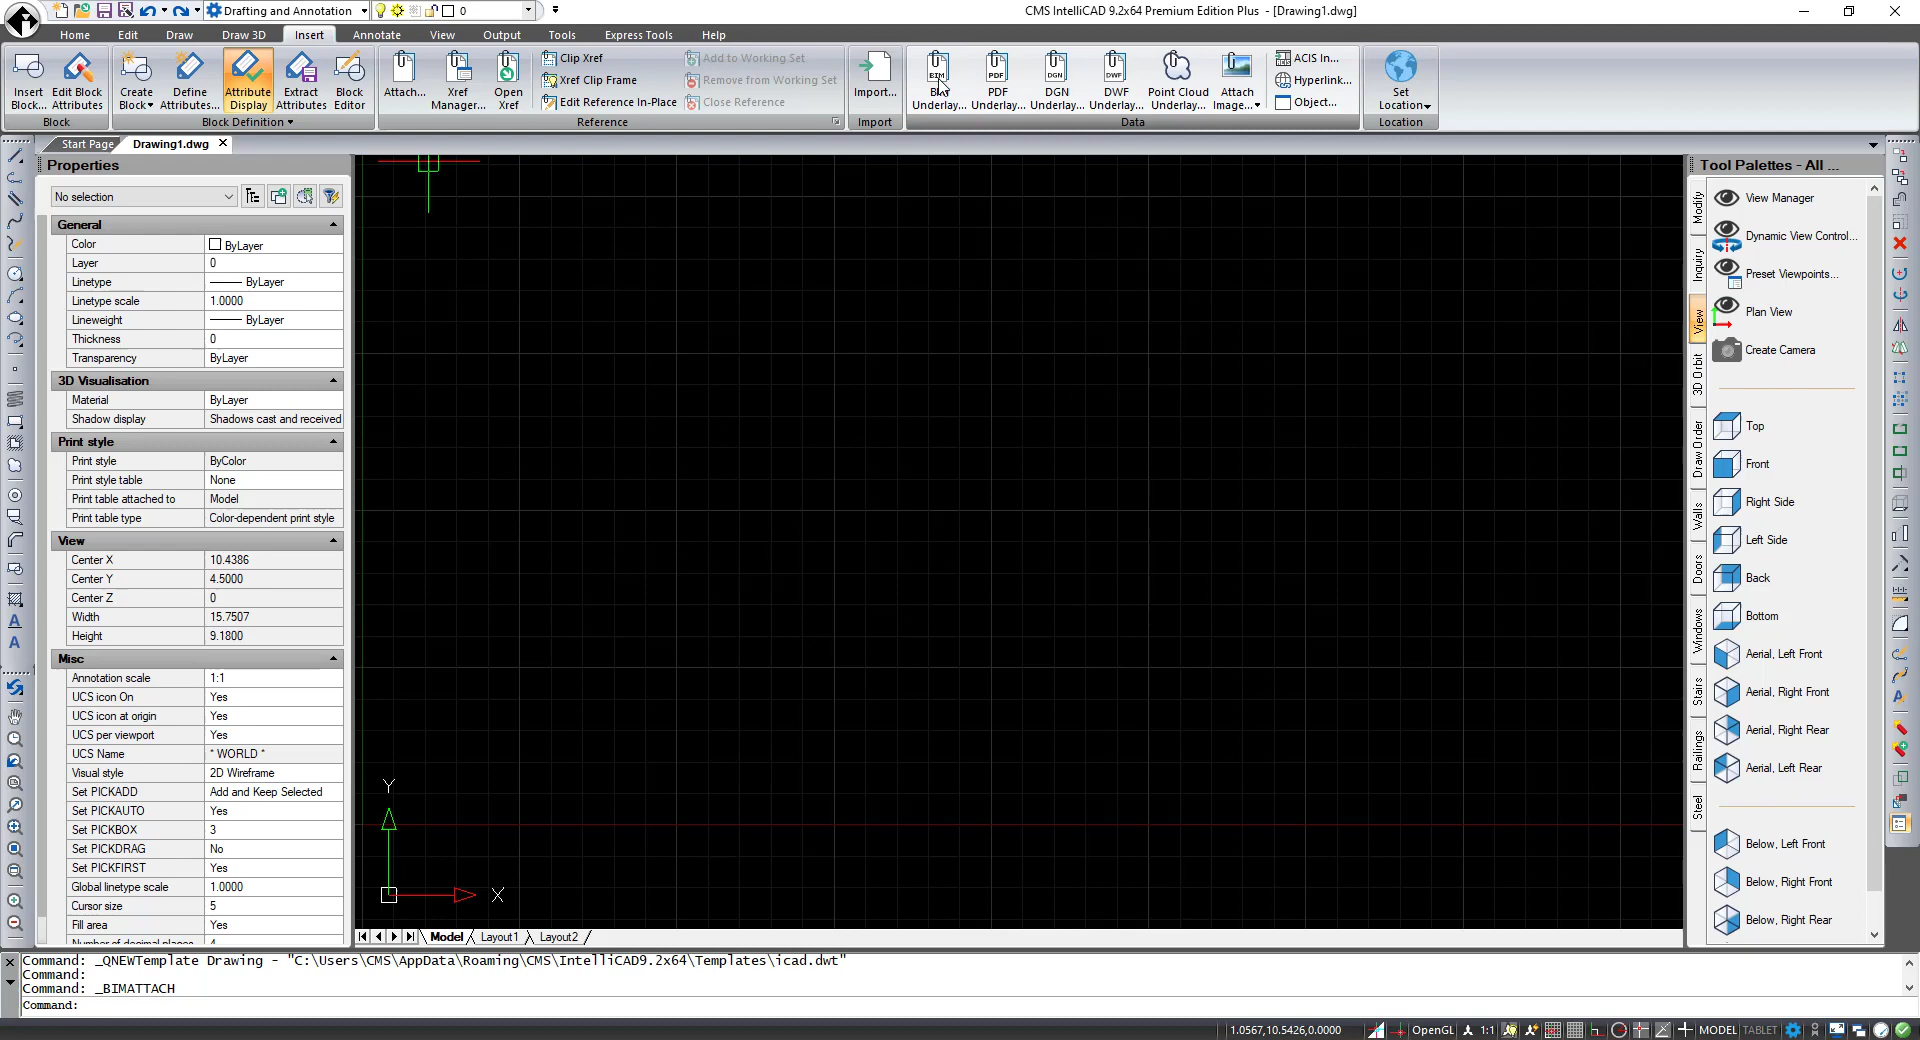 Drafting and Annotation
0
CMS IntelliCAD 9.2x64 Premium Edition Plus - [Drawing1.dwg]
Home Edit Draw Draw 3D Insert Annotate View Output Tools Express Tools Help
Insert Block...
Edit Block Attributes
Create Block
Define Attributes...
Attribute Display
Extract Attributes
Block Editor
Attach...
Xref Manager...
Open Xref
Clip Xref
Xref Clip Frame
Edit Reference In-Place
Add to Working Set
Remove from Working Set
Close Reference
Import...
BIM
Underlay...
PDF
PDF Underlay...
DGN
DGN Underlay...
DWF
DWF Underlay...
Point Cloud Underlay...
Attach Image...
ACIS In...
Hyperlink...
Object...
Set Location
Block
Block Definition
Reference
Import
Data
Location
Start Page
Drawing1.dwg
Properties
No selection
General
Color ByLayer
Layer 0
Linetype ByLayer
Linetype scale 1.0000
Lineweight ByLayer
Thickness 0
Transparency ByLayer
3D Visualisation
Material ByLayer
Shadow display Shadows cast and received
Print style
Print style ByColor
Print style table None
Print table attached to Model
Print table type Color-dependent print style
View
Center X 10.4386
Center Y 4.5000
Center Z 0
Width 15.7507
Height 9.1800
Misc
Annotation scale 1:1
UCS icon On Yes
UCS icon at origin Yes
UCS per viewport Yes
UCS Name * WORLD *
Visual style 2D Wireframe
Set PICKADD Add and Keep Selected
Set PICKAUTO Yes
Set PICKBOX 3
Set PICKDRAG No
Set PICKFIRST Yes
Global linetype scale 1.0000
Cursor size 5
Fill area Yes
Number of decimal places 4
Y
X
Model Layout1 Layout2
Tool Palettes - All ...
Modify
Inquiry
View
3D Orbit
Draw Order
Walls
Doors
Windows
Stairs
Railings
Steel
View Manager
Dynamic View Control...
Preset Viewpoints...
Plan View
Create Camera
Top
Front
Right Side
Left Side
Back
Bottom
Aerial, Left Front
Aerial, Right Front
Aerial, Right Rear
Aerial, Left Rear
Below, Left Front
Below, Right Front
Below, Right Rear
Command: _QNEWTemplate Drawing - "C:\Users\CMS\AppData\Roaming\CMS\IntelliCAD9.2x64\Templates\icad.dwt"
Command:
Command: _BIMATTACH
Command:
1.0567,10.5426,0.0000 OpenGL 1:1 MODEL TABLET